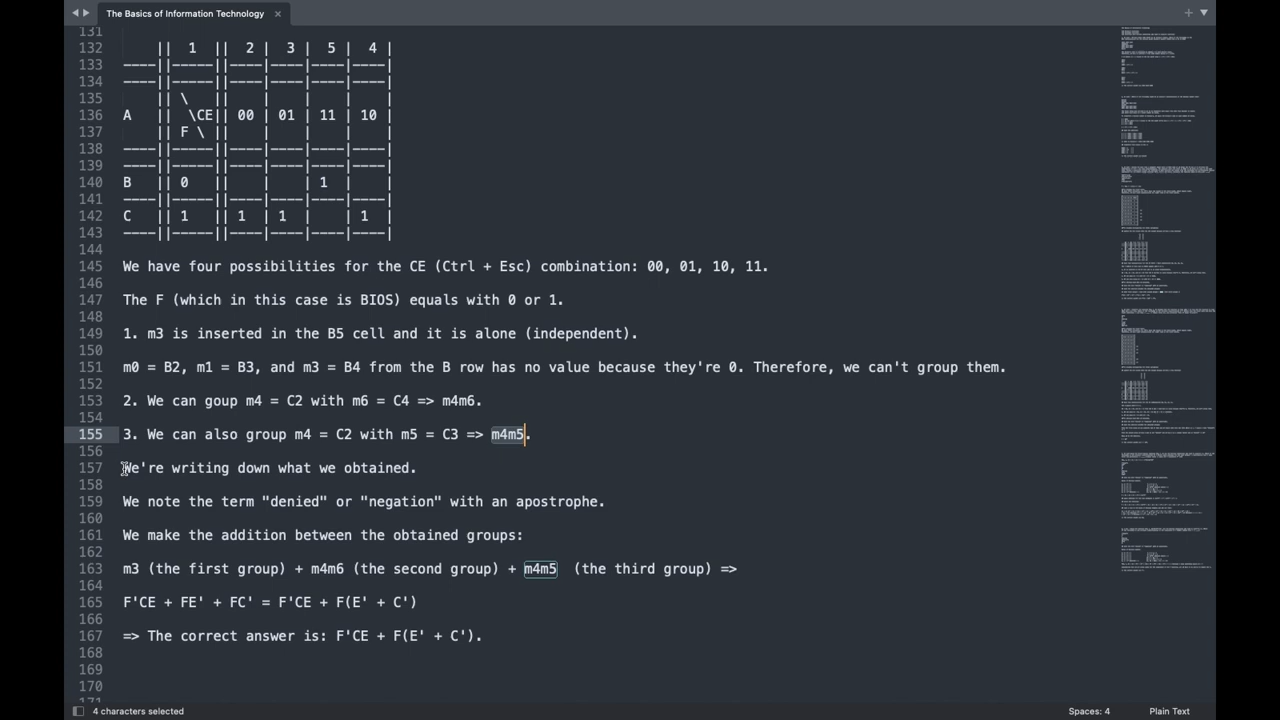 The Basics of Information Technology
131
132 || 1 || 2 | 3 | 5 | 4 |
133 ----||-----||----|----|----|----|
134 ----||-----||----|----|----|----|
135 || \ || | | | |
136 A || \CE|| 00 | 01 | 11 | 10 |
137 || F \ || | | | |
138 ----||-----||----|----|----|----|
139 ----||-----||----|----|----|----|
140 B || 0 || | | 1 | |
141 ----||-----||----|----|----|----|
142 C || 1 || 1 | 1 | | 1 |
143 ----||-----||----|----|----|----|
144
145 We have four posibilities for the CE (Ctrl + Esc) combination: 00, 01, 10, 11.
146
147 The F (which in this case is BIOS) equals with 0 or 1.
148
149 1. m3 is inserted in the B5 cell and it is alone (independent).
150
151 m0 = B2, m1 = B3, and m3 = B4 from the B row has no value because they're 0. Therefore, we can't group them.
152
153 2. We can goup m4 = C2 with m6 = C4 => m4m6.
154
155 3. We can also group m4 = C2 with m5 = C3 => m4m5.
156
157 We're writing down what we obtained.
158
159 We note the term "denied" or "negation" with an appstrophe.
160
161 We make the addition between the obtained groups:
162
163 m3 (the first group) + m4m6 (the second goup) + m4m5 (the third group) =>
164
165 F'CE + FE' + FC' = F'CE + F(E' + C')
166
167 => The correct answer is: F'CE + F(E' + C').
168
169
170
171
4 characters selected
Spaces: 4
Plain Text